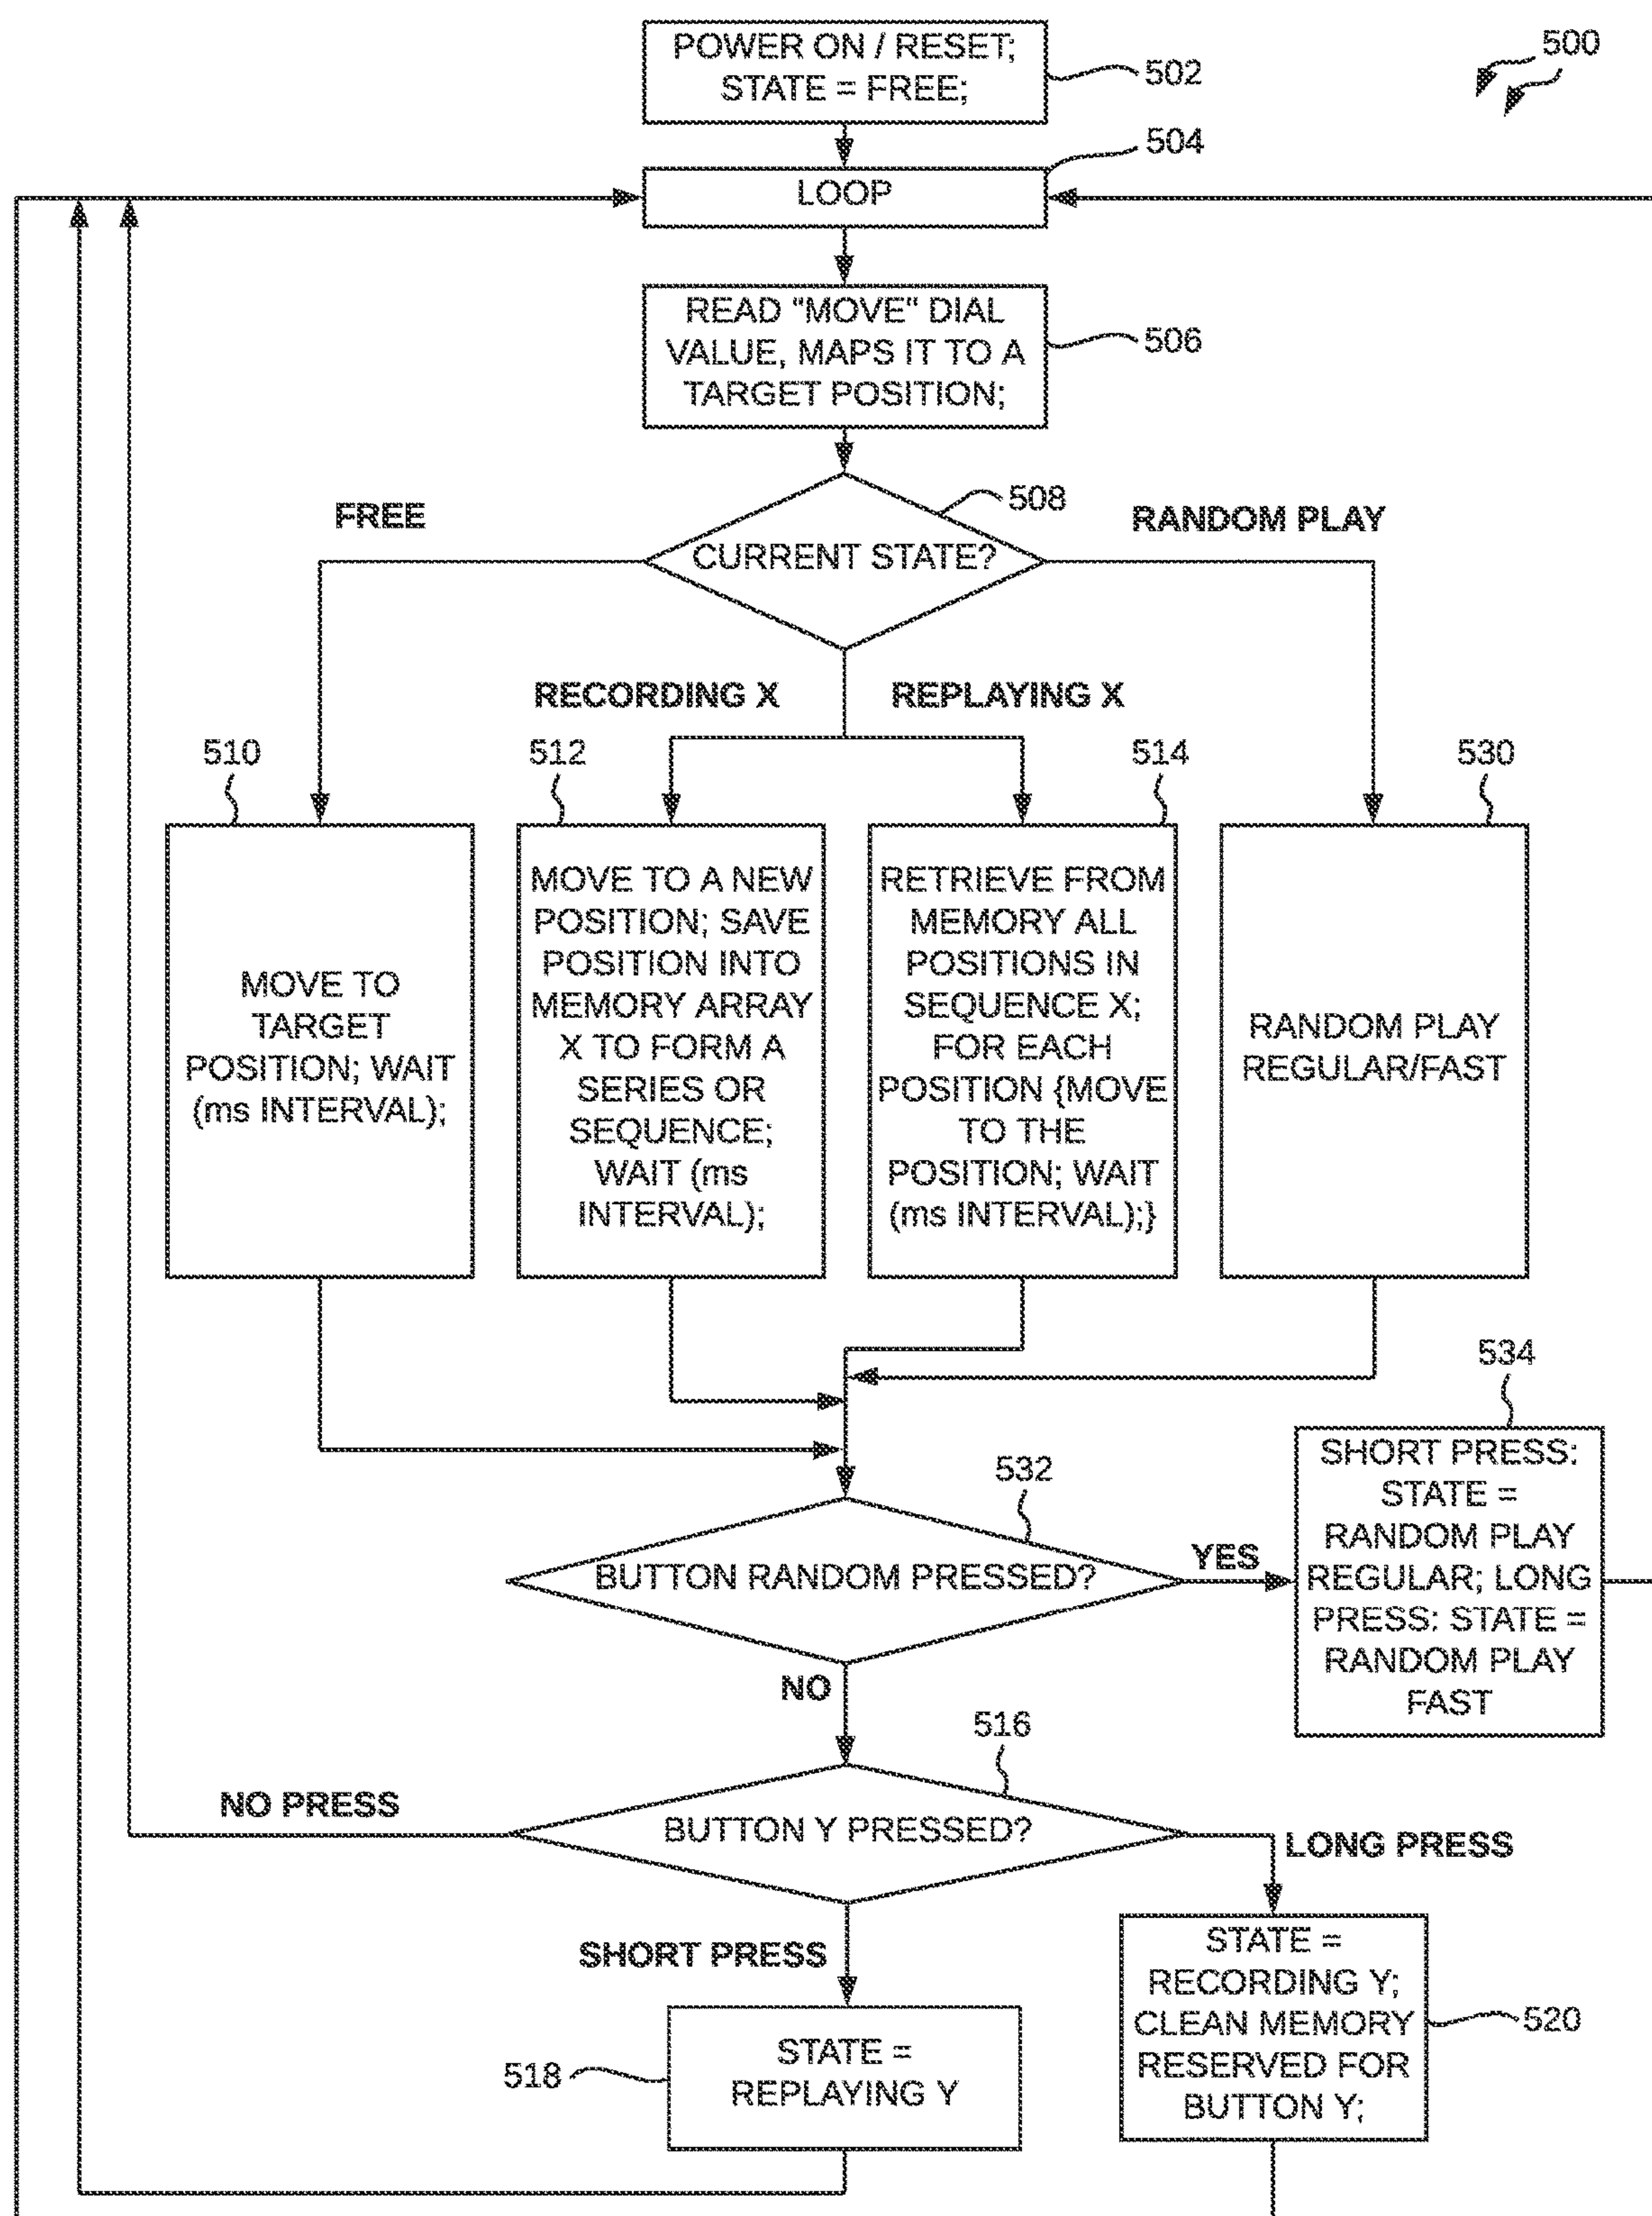 POWER ON / RESET;
STATE = FREE;
502
500
504
LOOP
READ "MOVE" DIAL
VALUE, MAPS IT TO A
TARGET POSITION;
506
508
FREE
CURRENT STATE?
RANDOM PLAY
RECORDING X
REPLAYING X
510
512
514
530
MOVE TO
TARGET
POSITION; WAIT
(ms INTERVAL);
MOVE TO A NEW
POSITION; SAVE
POSITION INTO
MEMORY ARRAY
X TO FORM A
SERIES OR
SEQUENCE;
WAIT (ms
INTERVAL);
RETRIEVE FROM
MEMORY ALL
POSITIONS IN
SEQUENCE X;
FOR EACH
POSITION {MOVE
TO THE
POSITION; WAIT
(ms INTERVAL);}
RANDOM PLAY
REGULAR/FAST
534
532
BUTTON RANDOM PRESSED?
YES
SHORT PRESS:
STATE =
RANDOM PLAY
REGULAR; LONG
PRESS: STATE =
RANDOM PLAY
FAST
NO
516
NO PRESS
BUTTON Y PRESSED?
LONG PRESS
SHORT PRESS
STATE =
RECORDING Y;
CLEAN MEMORY
RESERVED FOR
BUTTON Y;
520
518
STATE =
REPLAYING Y